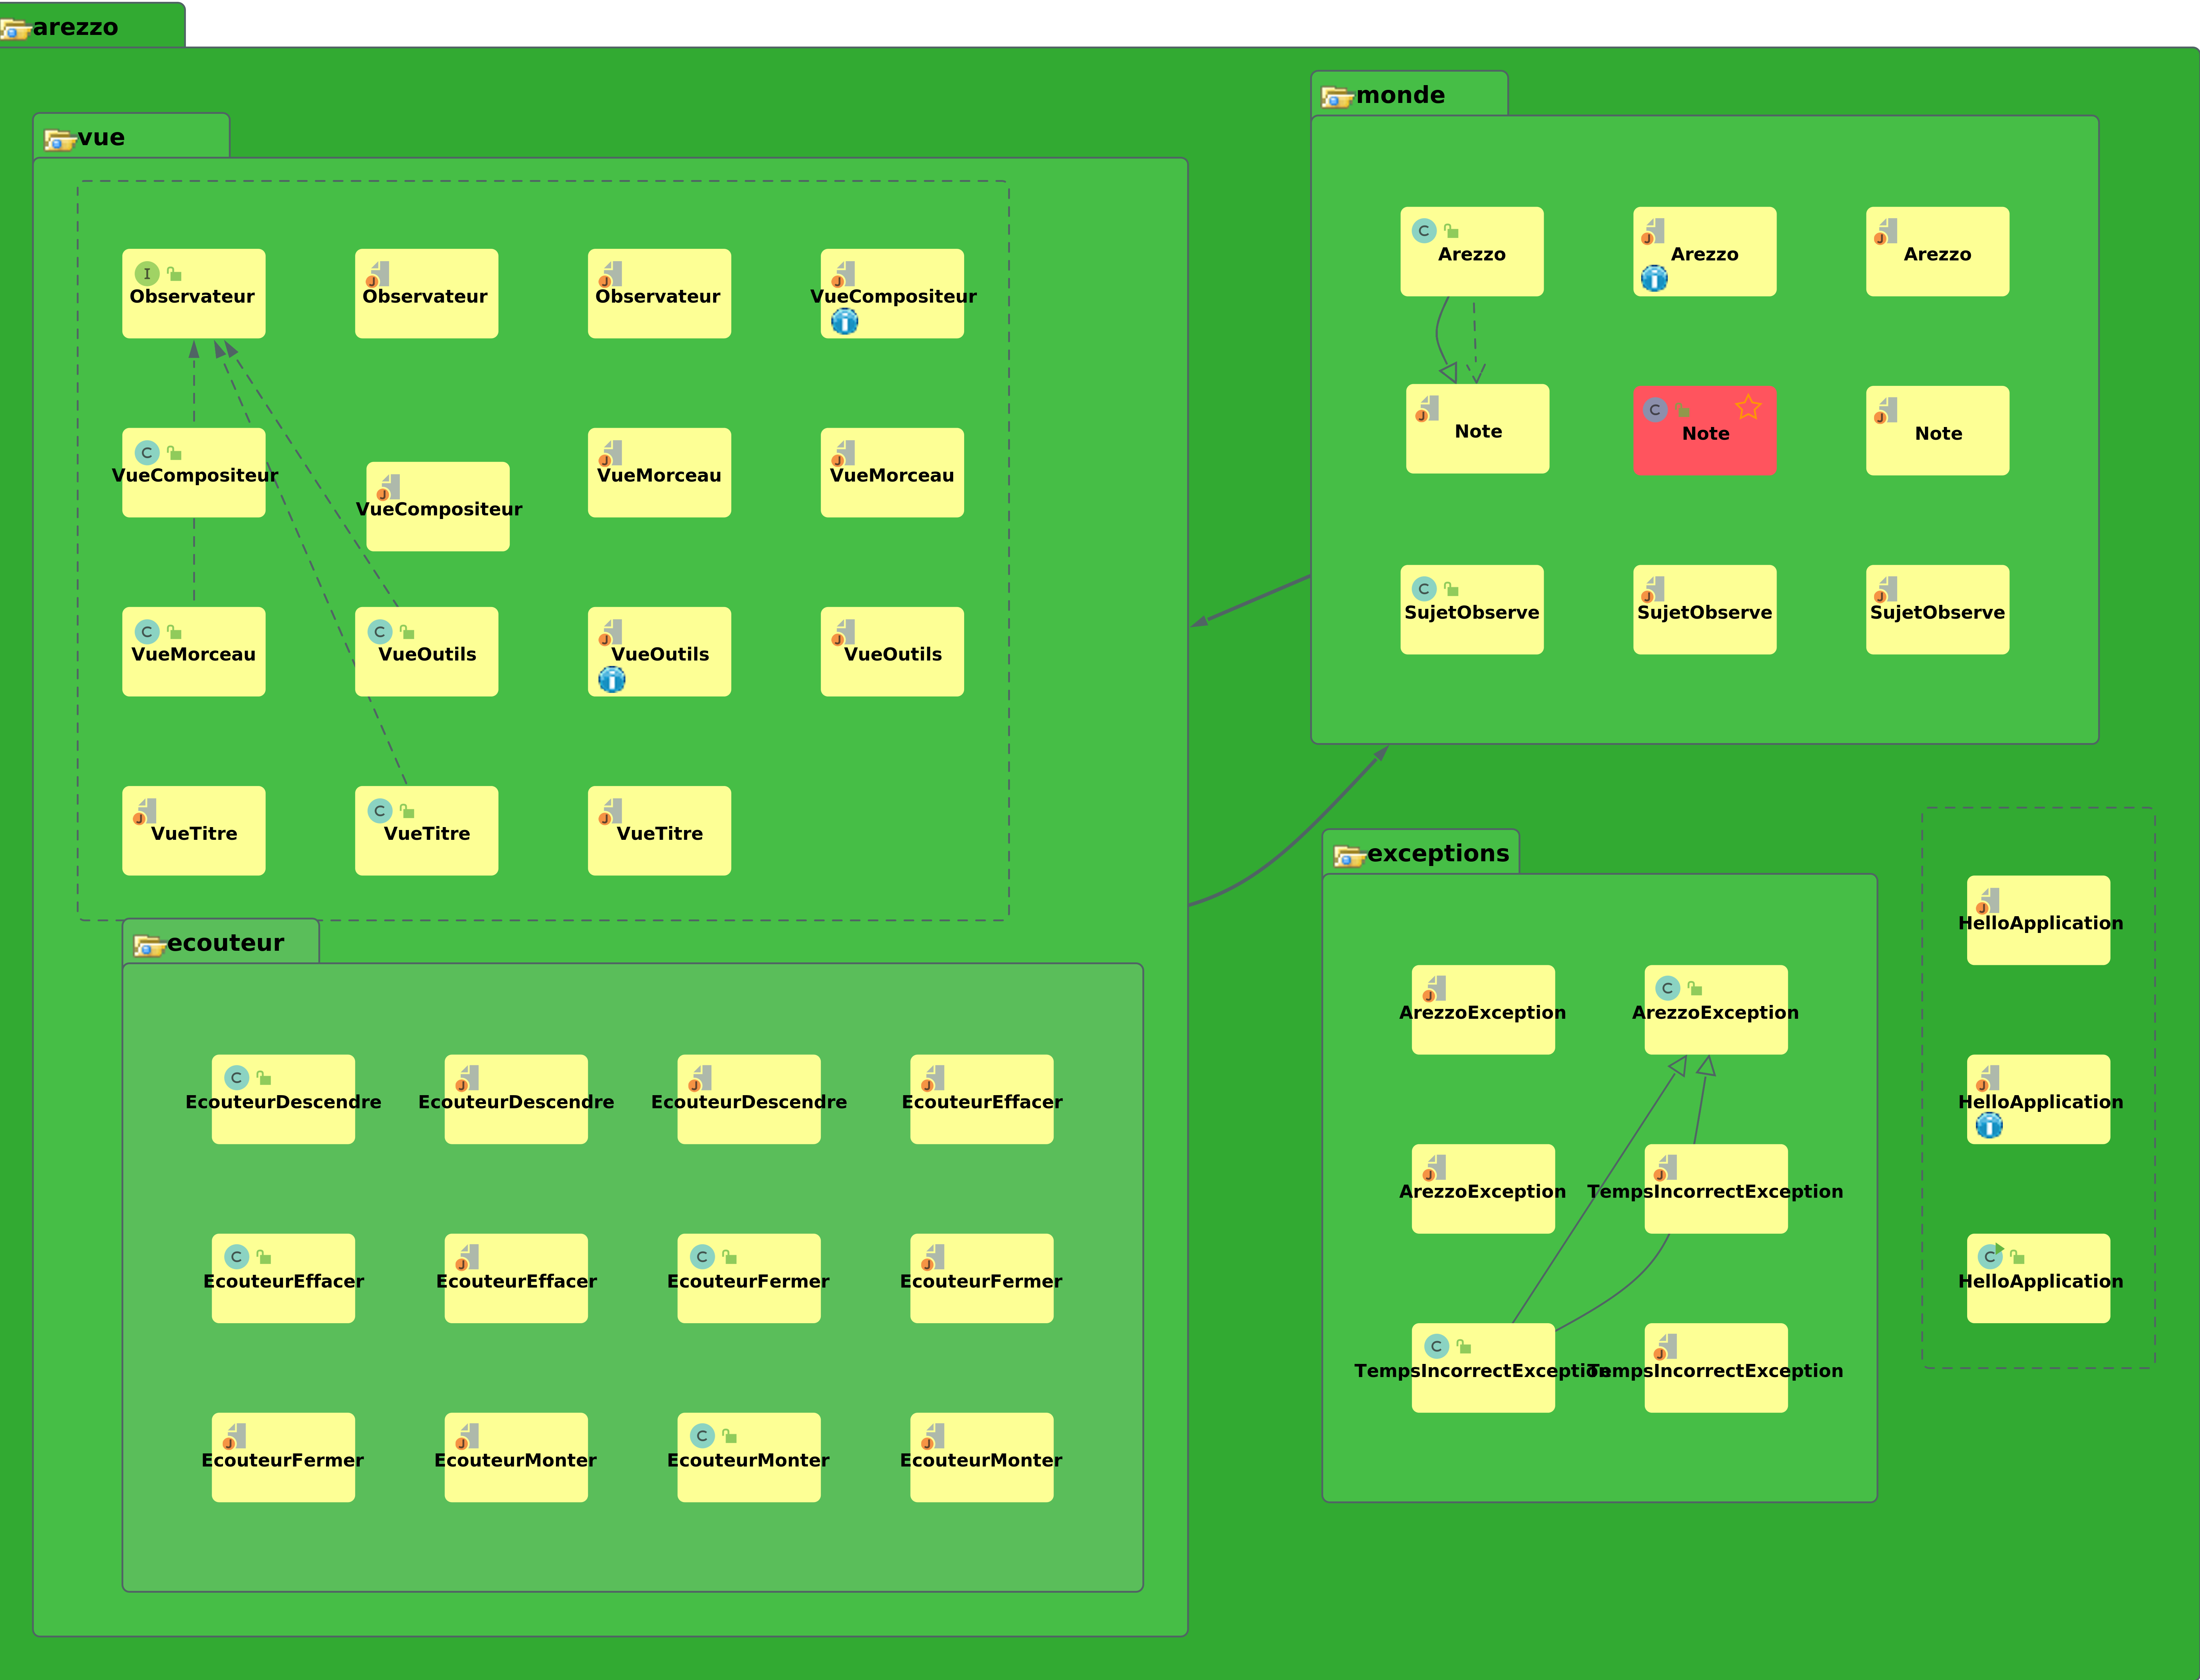 arezzo
vue
Observateur
Observateur
Observateur
VueCompositeur
VueCompositeur
VueCompositeur
VueMorceau
VueMorceau
VueMorceau
VueOutils
VueOutils
VueOutils
VueTitre
VueTitre
VueTitre
ecouteur
EcouteurDescendre
EcouteurDescendre
EcouteurDescendre
EcouteurEffacer
EcouteurEffacer
EcouteurEffacer
EcouteurFermer
EcouteurFermer
EcouteurFermer
EcouteurMonter
EcouteurMonter
EcouteurMonter
monde
Arezzo
Arezzo
Arezzo
Note
Note
Note
SujetObserve
SujetObserve
SujetObserve
exceptions
ArezzoException
ArezzoException
ArezzoException
TempsIncorrectException
TempsIncorrectException
TempsIncorrectException
HelloApplication
HelloApplication
HelloApplication